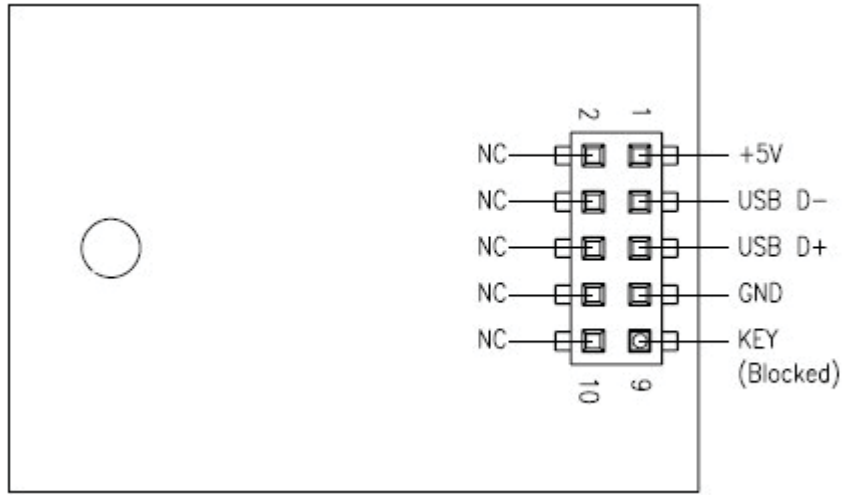 2 1
NC +5V
NC USB D-
NC USB D+
NC GND
NC KEY
(Blocked)
10 9